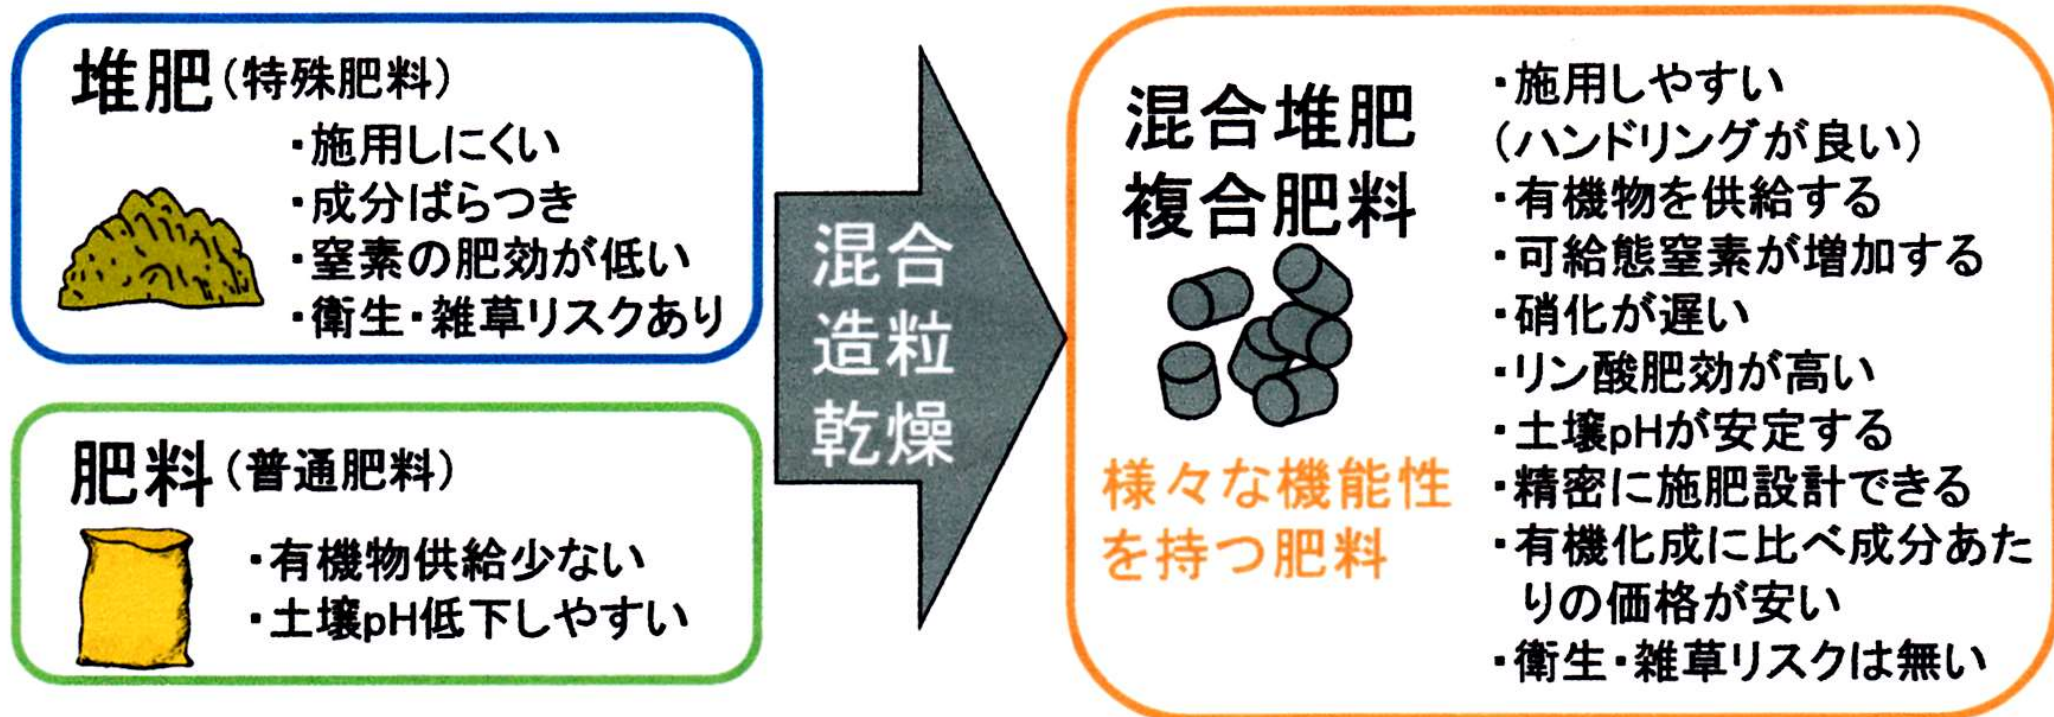 堆肥(特殊肥料)
・施用しにくい
・成分ばらつき
・窒素の肥効が低い
・衛生・雑草リスクあり
肥料(普通肥料)
・有機物供給少ない
・土壌pH低下しやすい
混合
造粒
乾燥
混合堆肥
複合肥料
様々な機能性
を持つ肥料
・施用しやすい
(ハンドリングが良い)
・有機物を供給する
・可給態窒素が増加する
・硝化が遅い
・リン酸肥効が高い
・土壌pHが安定する
・精密に施肥設計できる
・有機化成に比べ成分あた
りの価格が安い
・衛生・雑草リスクは無い